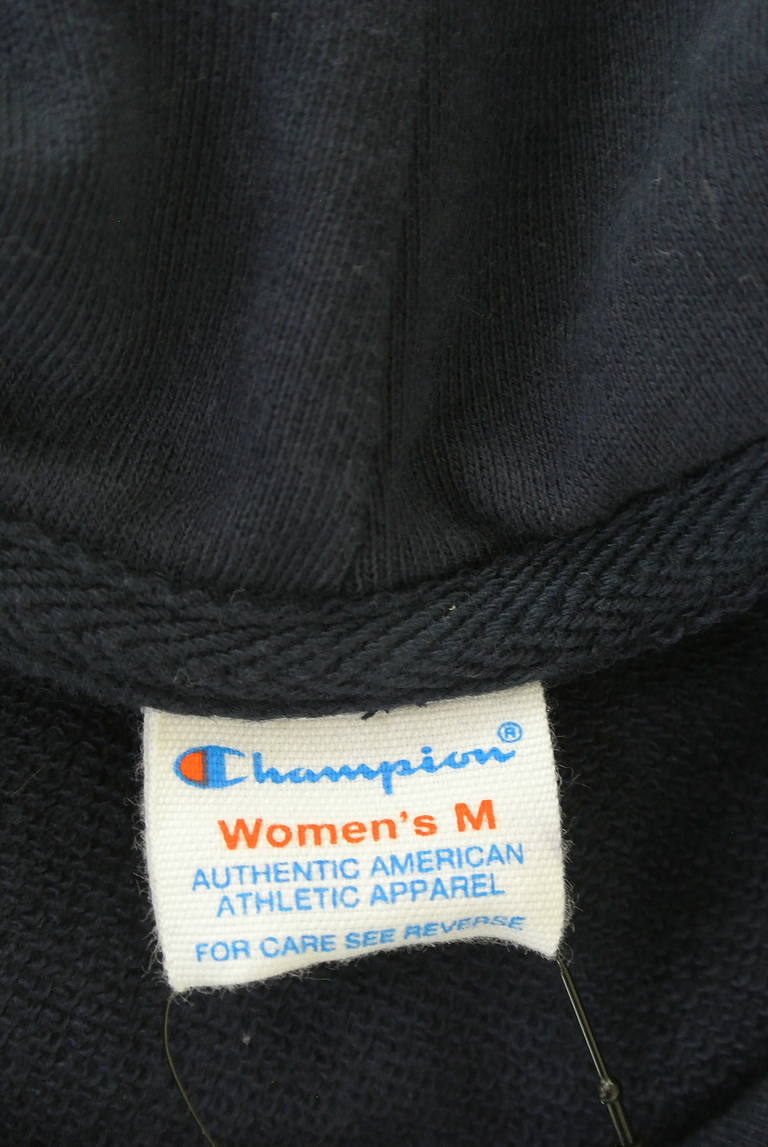 Champion®
Women's M
AUTHENTIC AMERICAN
ATHLETIC APPAREL
FOR CARE SEE REVERSE